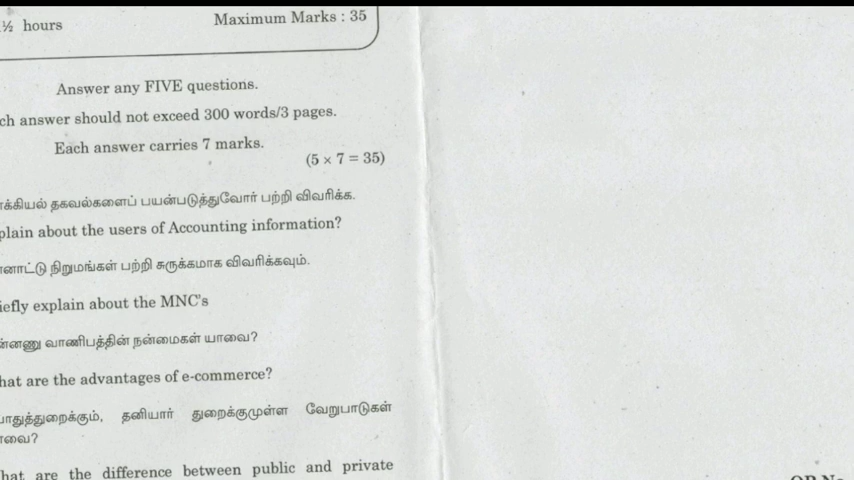 ½ hours
Maximum Marks : 35
Answer any FIVE questions.
ch answer should not exceed 300 words/3 pages.
Each answer carries 7 marks.
(5 × 7 = 35)
க்கியல் தகவல்களைப் பயன்படுத்துவோர் பற்றி விவரிக்க.
plain about the users of Accounting information?
னாட்டு நிறுமங்கள் பற்றி சுருக்கமாக விவரிக்கவும்.
iefly explain about the MNC's
ன்னணு வாணிபத்தின் நன்மைகள் யாவை?
hat are the advantages of e-commerce?
ாதுத்துறைக்கும், தனியார் துறைக்குமுள்ள வேறுபாடுகள்
ாவை?
hat are the difference between public and private